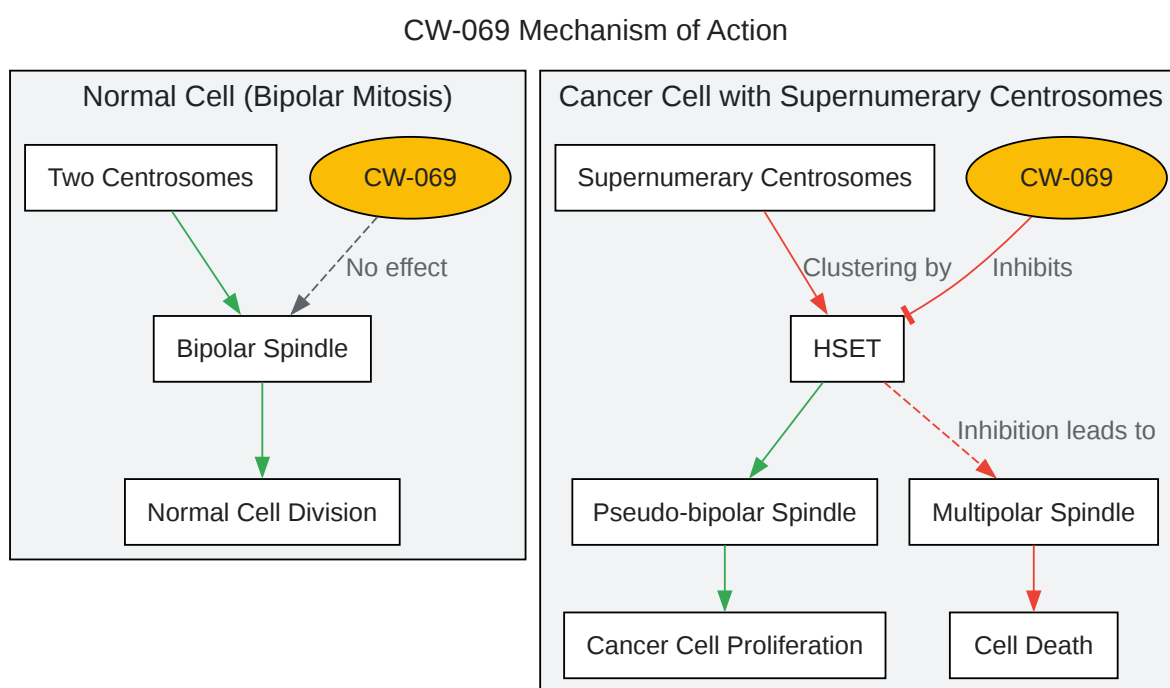 CW-069 Mechanism of Action
Normal Cell (Bipolar Mitosis)
Two Centrosomes
CW-069
No effect
Bipolar Spindle
Normal Cell Division
Cancer Cell with Supernumerary Centrosomes
Supernumerary Centrosomes
CW-069
Clustering by
Inhibits
HSET
Inhibition leads to
Pseudo-bipolar Spindle
Multipolar Spindle
Cancer Cell Proliferation
Cell Death